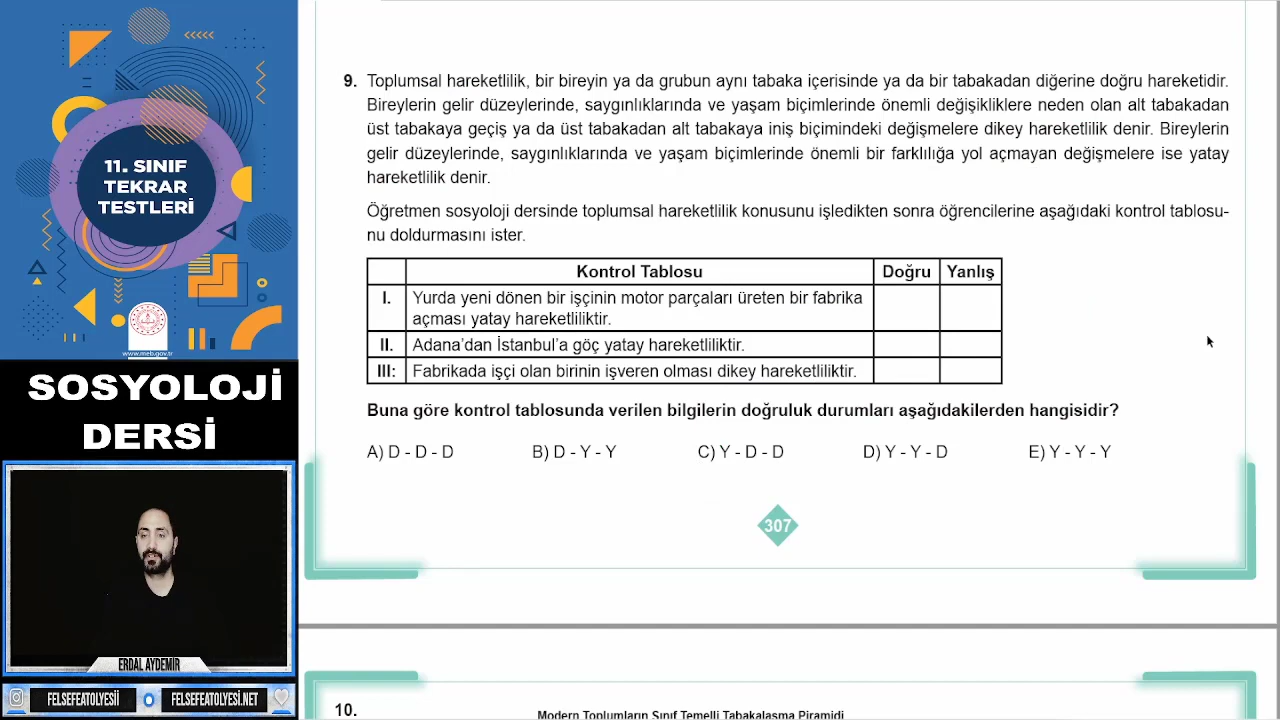 11. SINIF
TEKRAR
TESTLERİ
www.meb.gov.tr
SOSYOLOJİ
DERSİ
ERDAL AYDEMİR
FELSEFEATOLYESİİ
FELSEFEATOLYESİ.NET
9. Toplumsal hareketlilik, bir bireyin ya da grubun aynı tabaka içerisinde ya da bir tabakadan diğerine doğru hareketidir.
Bireylerin gelir düzeylerinde, saygınlıklarında ve yaşam biçimlerinde önemli değişikliklere neden olan alt tabakadan
üst tabakaya geçiş ya da üst tabakadan alt tabakaya iniş biçimindeki değişmelere dikey hareketlilik denir. Bireylerin
gelir düzeylerinde, saygınlıklarında ve yaşam biçimlerinde önemli bir farklılığa yol açmayan değişmelere ise yatay
hareketlilik denir.
Öğretmen sosyoloji dersinde toplumsal hareketlilik konusunu işledikten sonra öğrencilerine aşağıdaki kontrol tablosu-
nu doldurmasını ister.
Kontrol Tablosu Doğru Yanlış
I. Yurda yeni dönen bir işçinin motor parçaları üreten bir fabrika
açması yatay hareketliliktir.
II. Adana'dan İstanbul'a göç yatay hareketliliktir.
III: Fabrikada işçi olan birinin işveren olması dikey hareketliliktir.
Buna göre kontrol tablosunda verilen bilgilerin doğruluk durumları aşağıdakilerden hangisidir?
A) D - D - D B) D - Y - Y C) Y - D - D D) Y - Y - D E) Y - Y - Y
307
10. Modern Toplumların Sınıf Temelli Tabakalaşma Piramidi